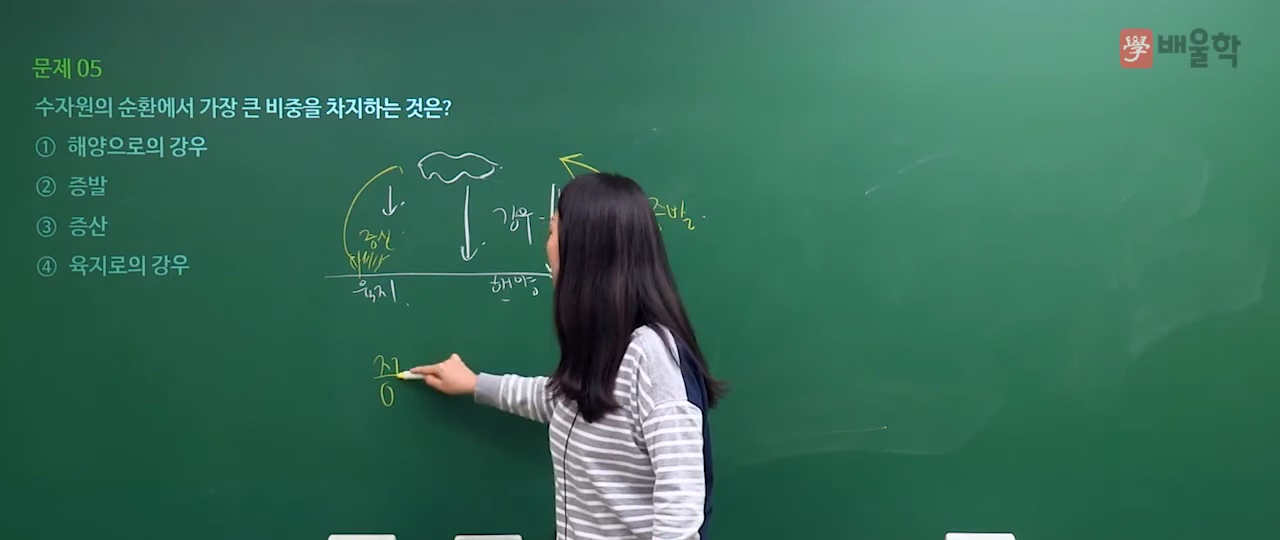 學 배울학
문제 05
수자원의 순환에서 가장 큰 비중을 차지하는 것은?
① 해양으로의 강우
② 증발
③ 증산
④ 육지로의 강우
강우
증발
증산
육지
해양